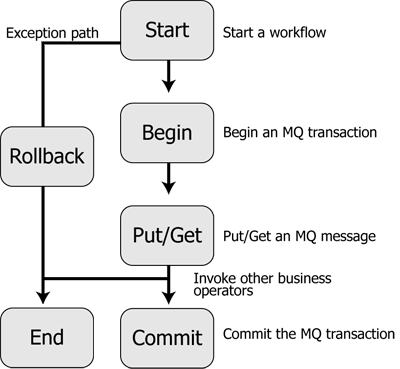 Exception path
Start
Start a workflow
Begin
Begin an MQ transaction
Rollback
Put/Get
Put/Get an MQ message
Invoke other business
operators
End
Commit
Commit the MQ transaction